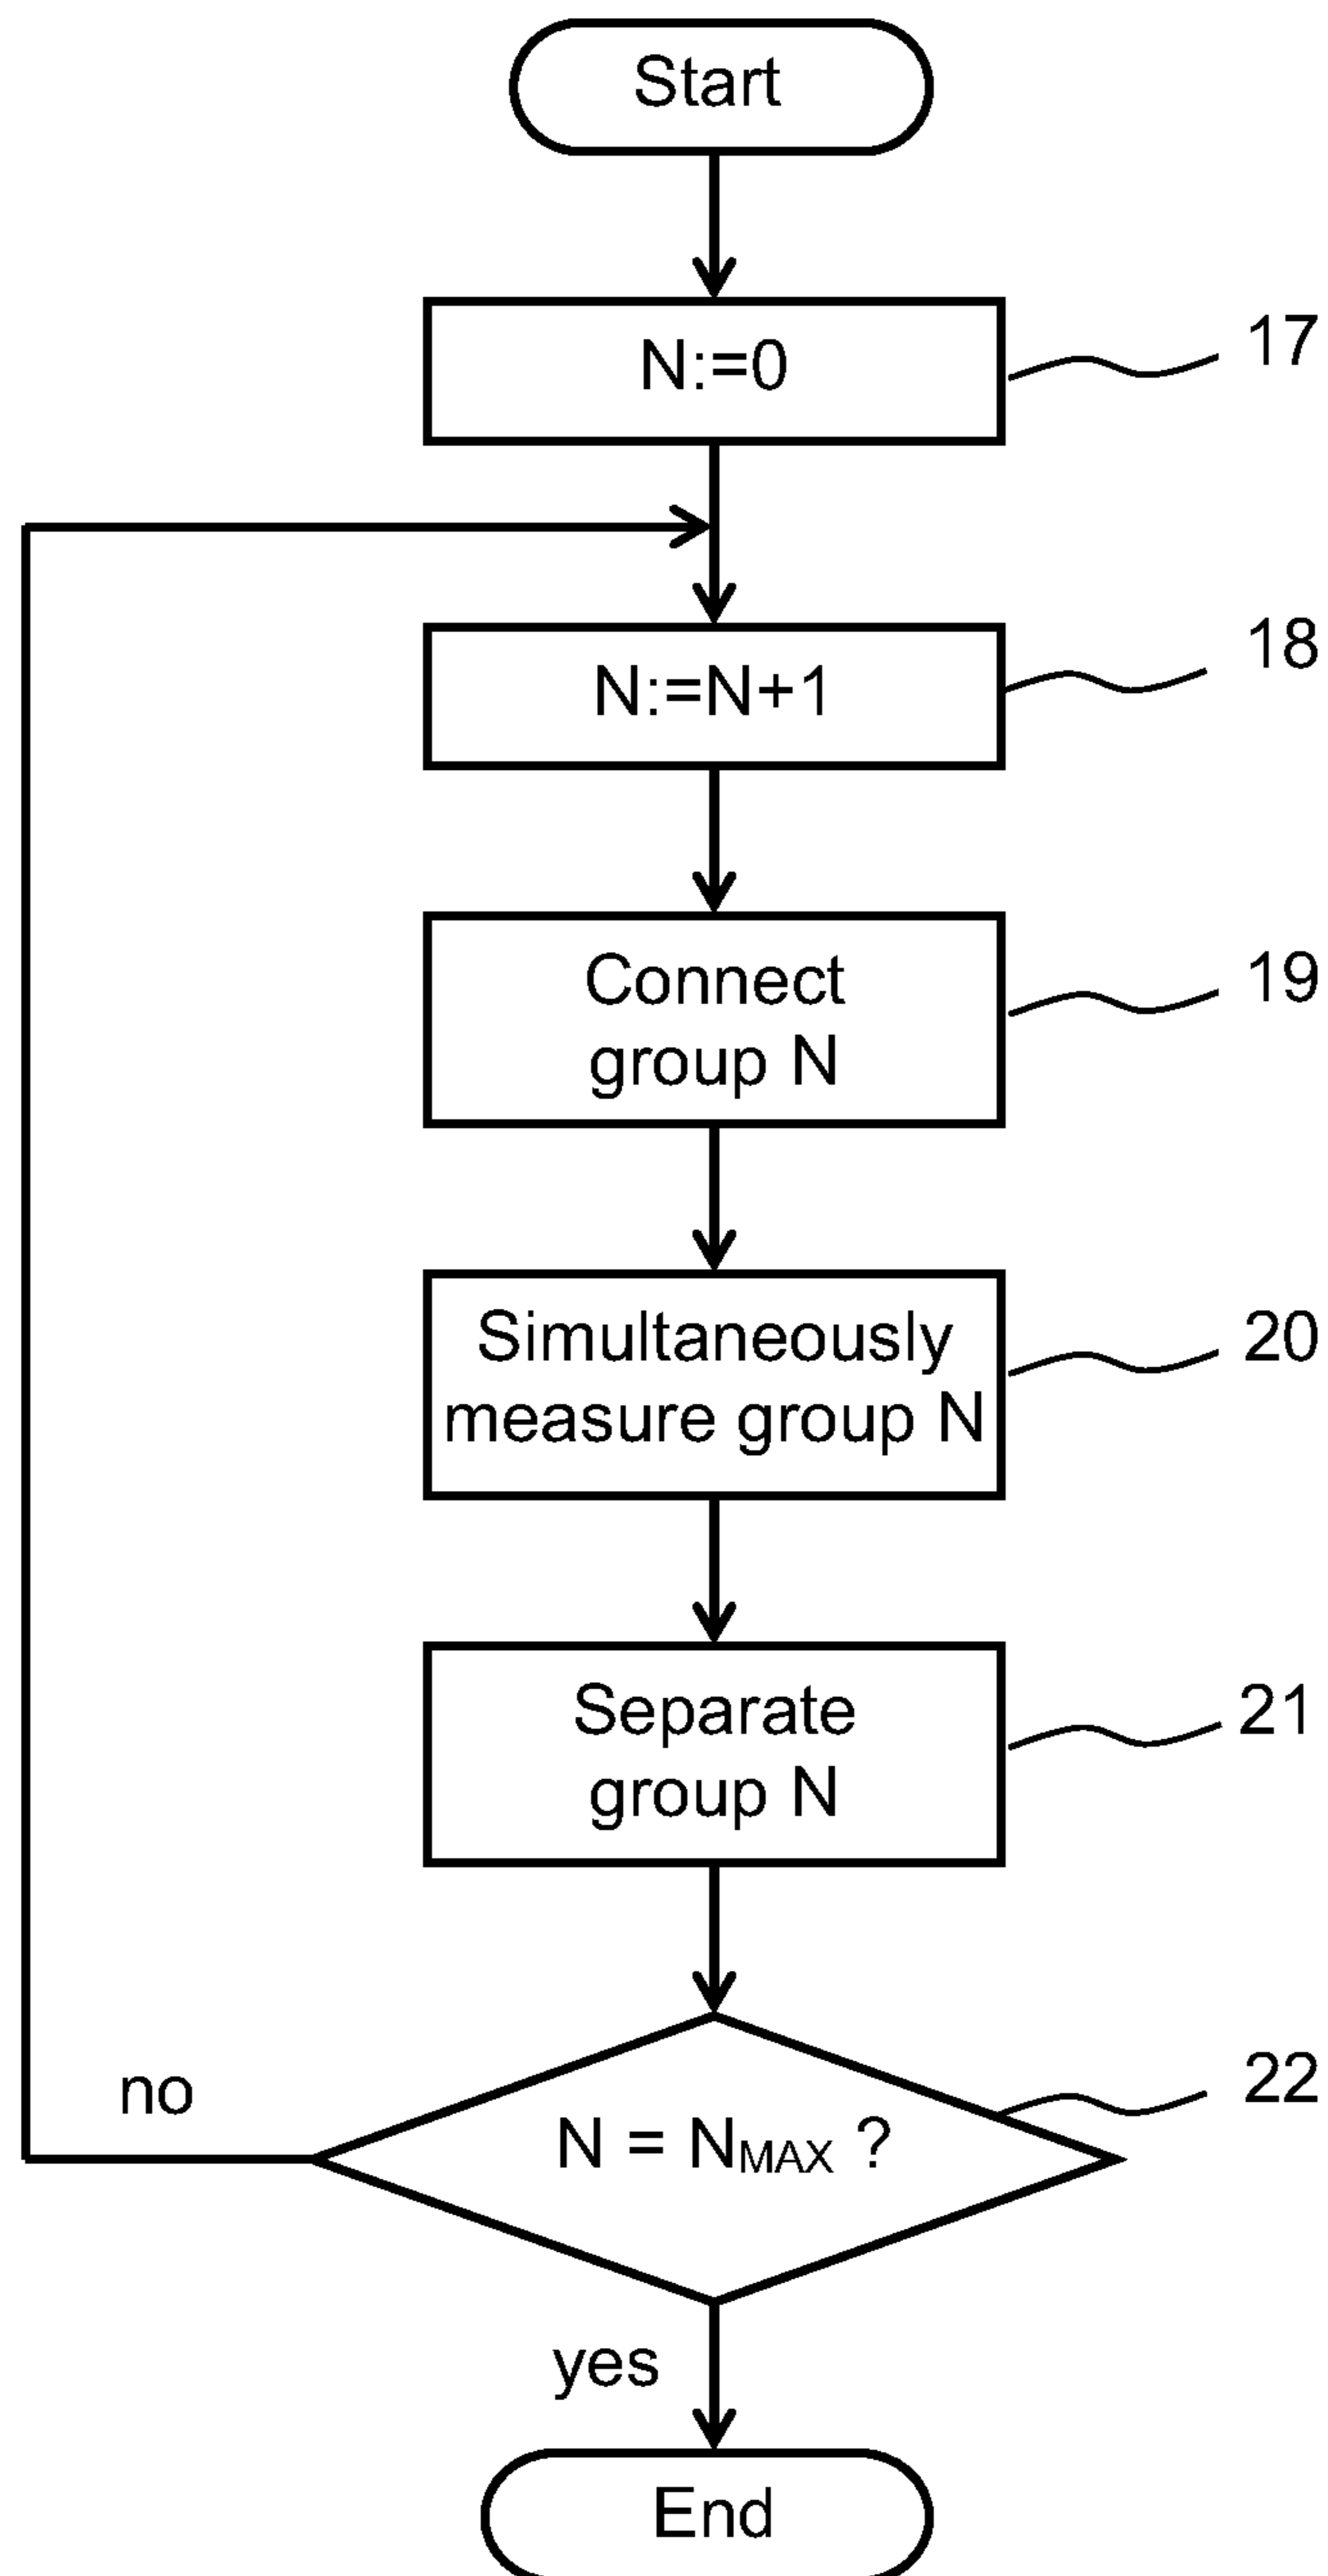 Start
N:=0
17
N:=N+1
18
Connect
group N
19
Simultaneously
measure group N
20
Separate
group N
21
no
N = NMAX ?
22
yes
End